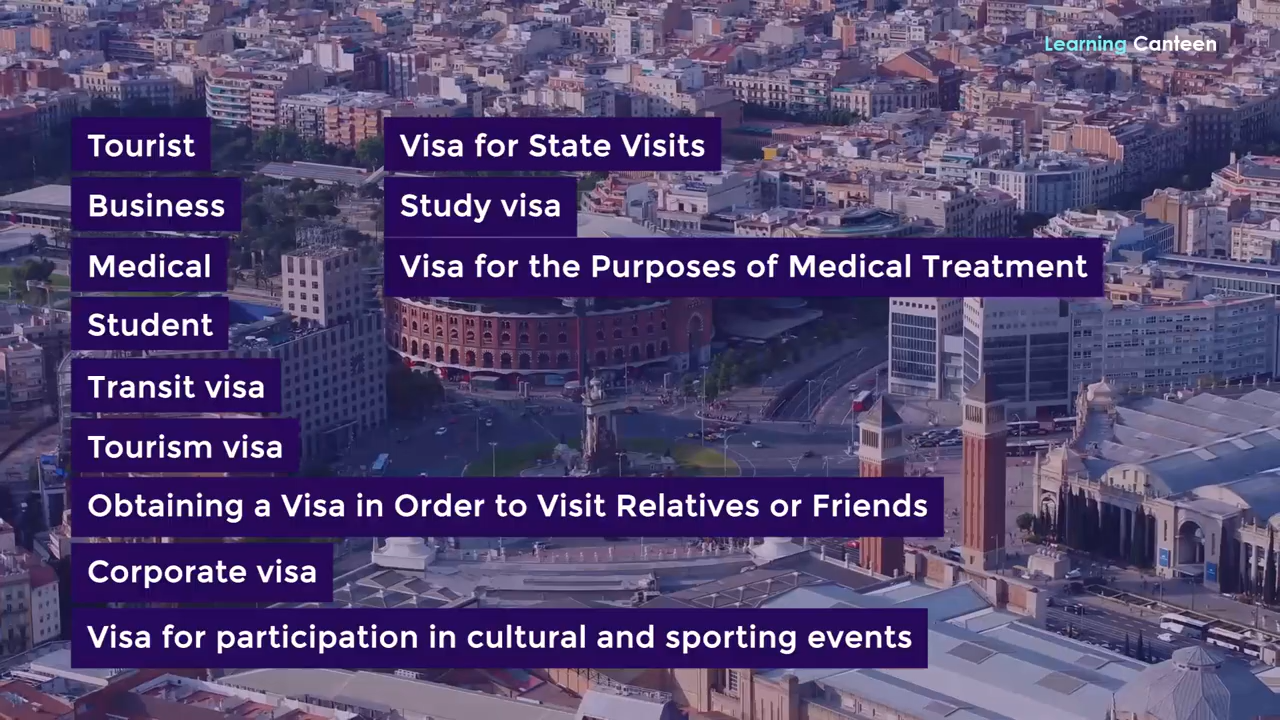 Learning Canteen
Tourist
Business
Medical
Student
Transit visa
Tourism visa
Obtaining a Visa in Order to Visit Relatives or Friends
Corporate visa
Visa for participation in cultural and sporting events
Visa for State Visits
Study visa
Visa for the Purposes of Medical Treatment